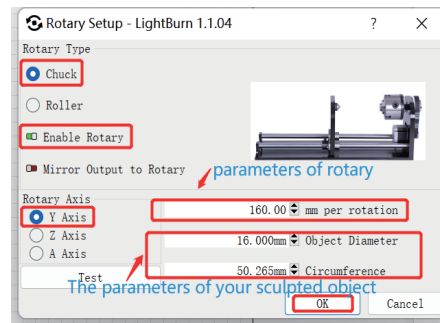 Rotary Setup - LightBurn 1.1.04 ? X
Rotary Type
Chuck
Roller
Enable Rotary
Mirror Output to Rotary
parameters of rotary
Rotary Axis
Y Axis
160.00 mm per rotation
Z Axis
16.000mm Object Diameter
A Axis
Test
50.265mm Circumference
The parameters of your sculpted object
OK
Cancel